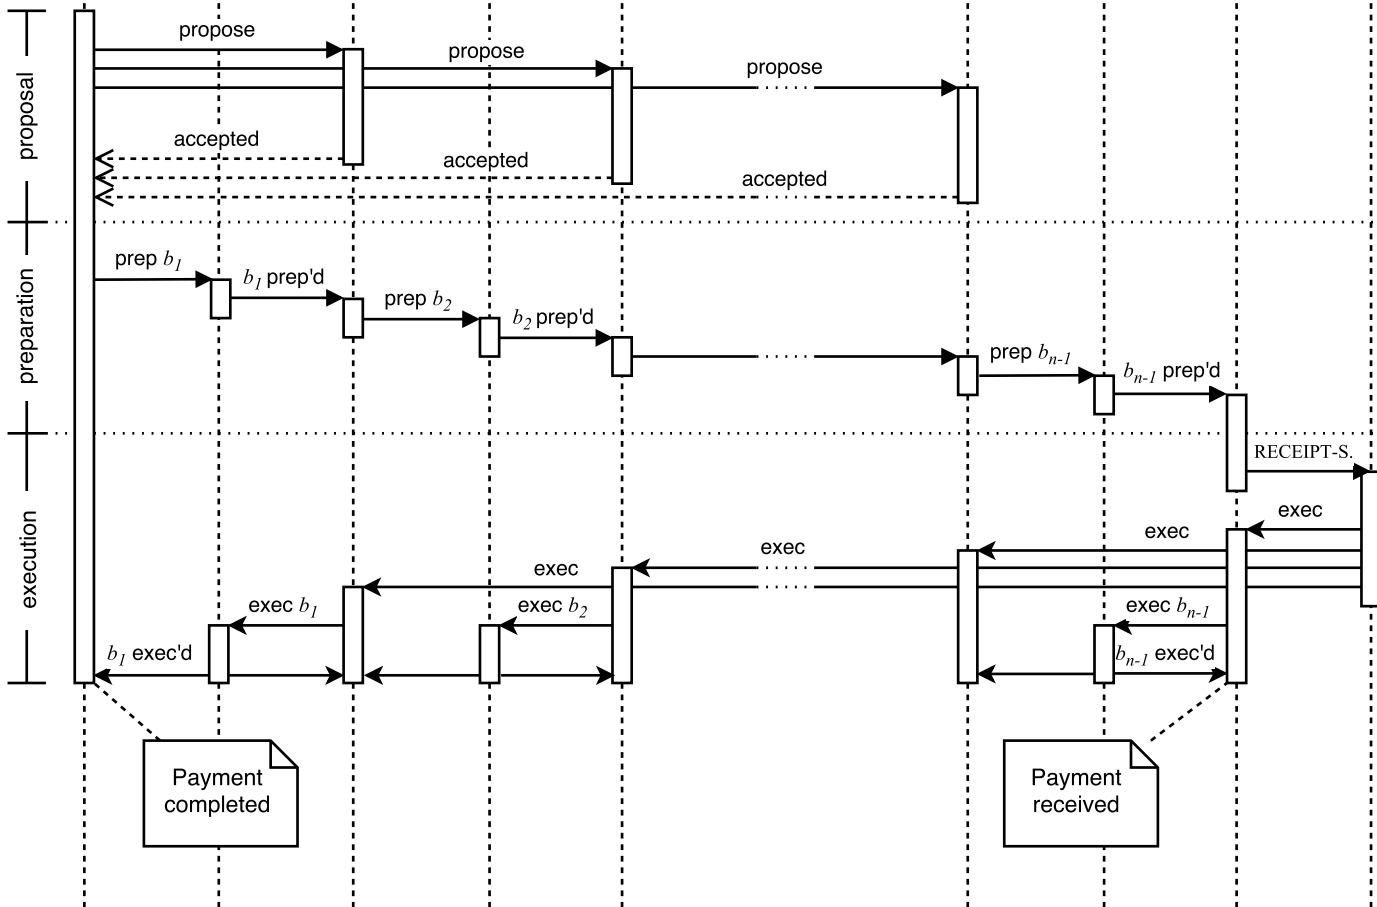 propose
propose
propose
proposal
accepted
accepted
accepted
prep b1
b1 prep'd
prep b2
b2 prep'd
prep bn-1
bn-1 prep'd
preparation
RECEIPT-S.
exec
exec
exec
exec
execution
exec b1
exec b2
exec bn-1
b1 exec'd
bn-1 exec'd
Payment
completed
Payment
received